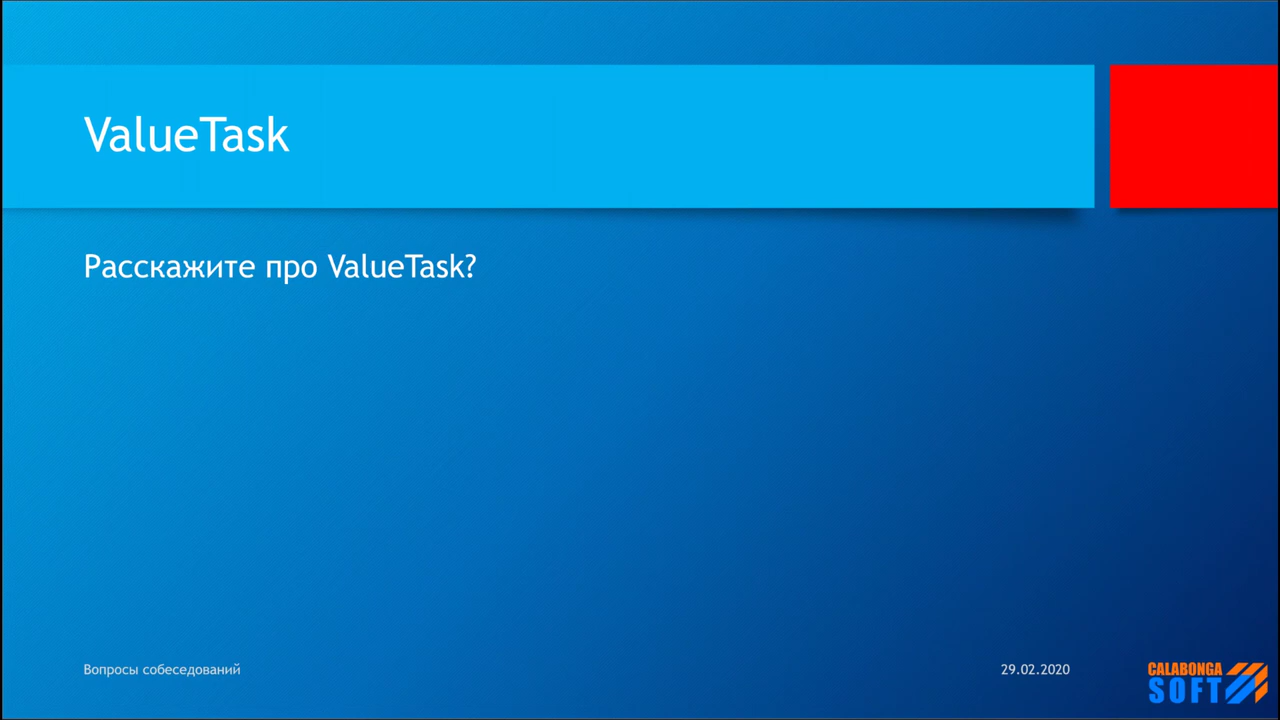 ValueTask
Расскажите про ValueTask?
Вопросы собеседований
29.02.2020
CALABONGA
SOFT